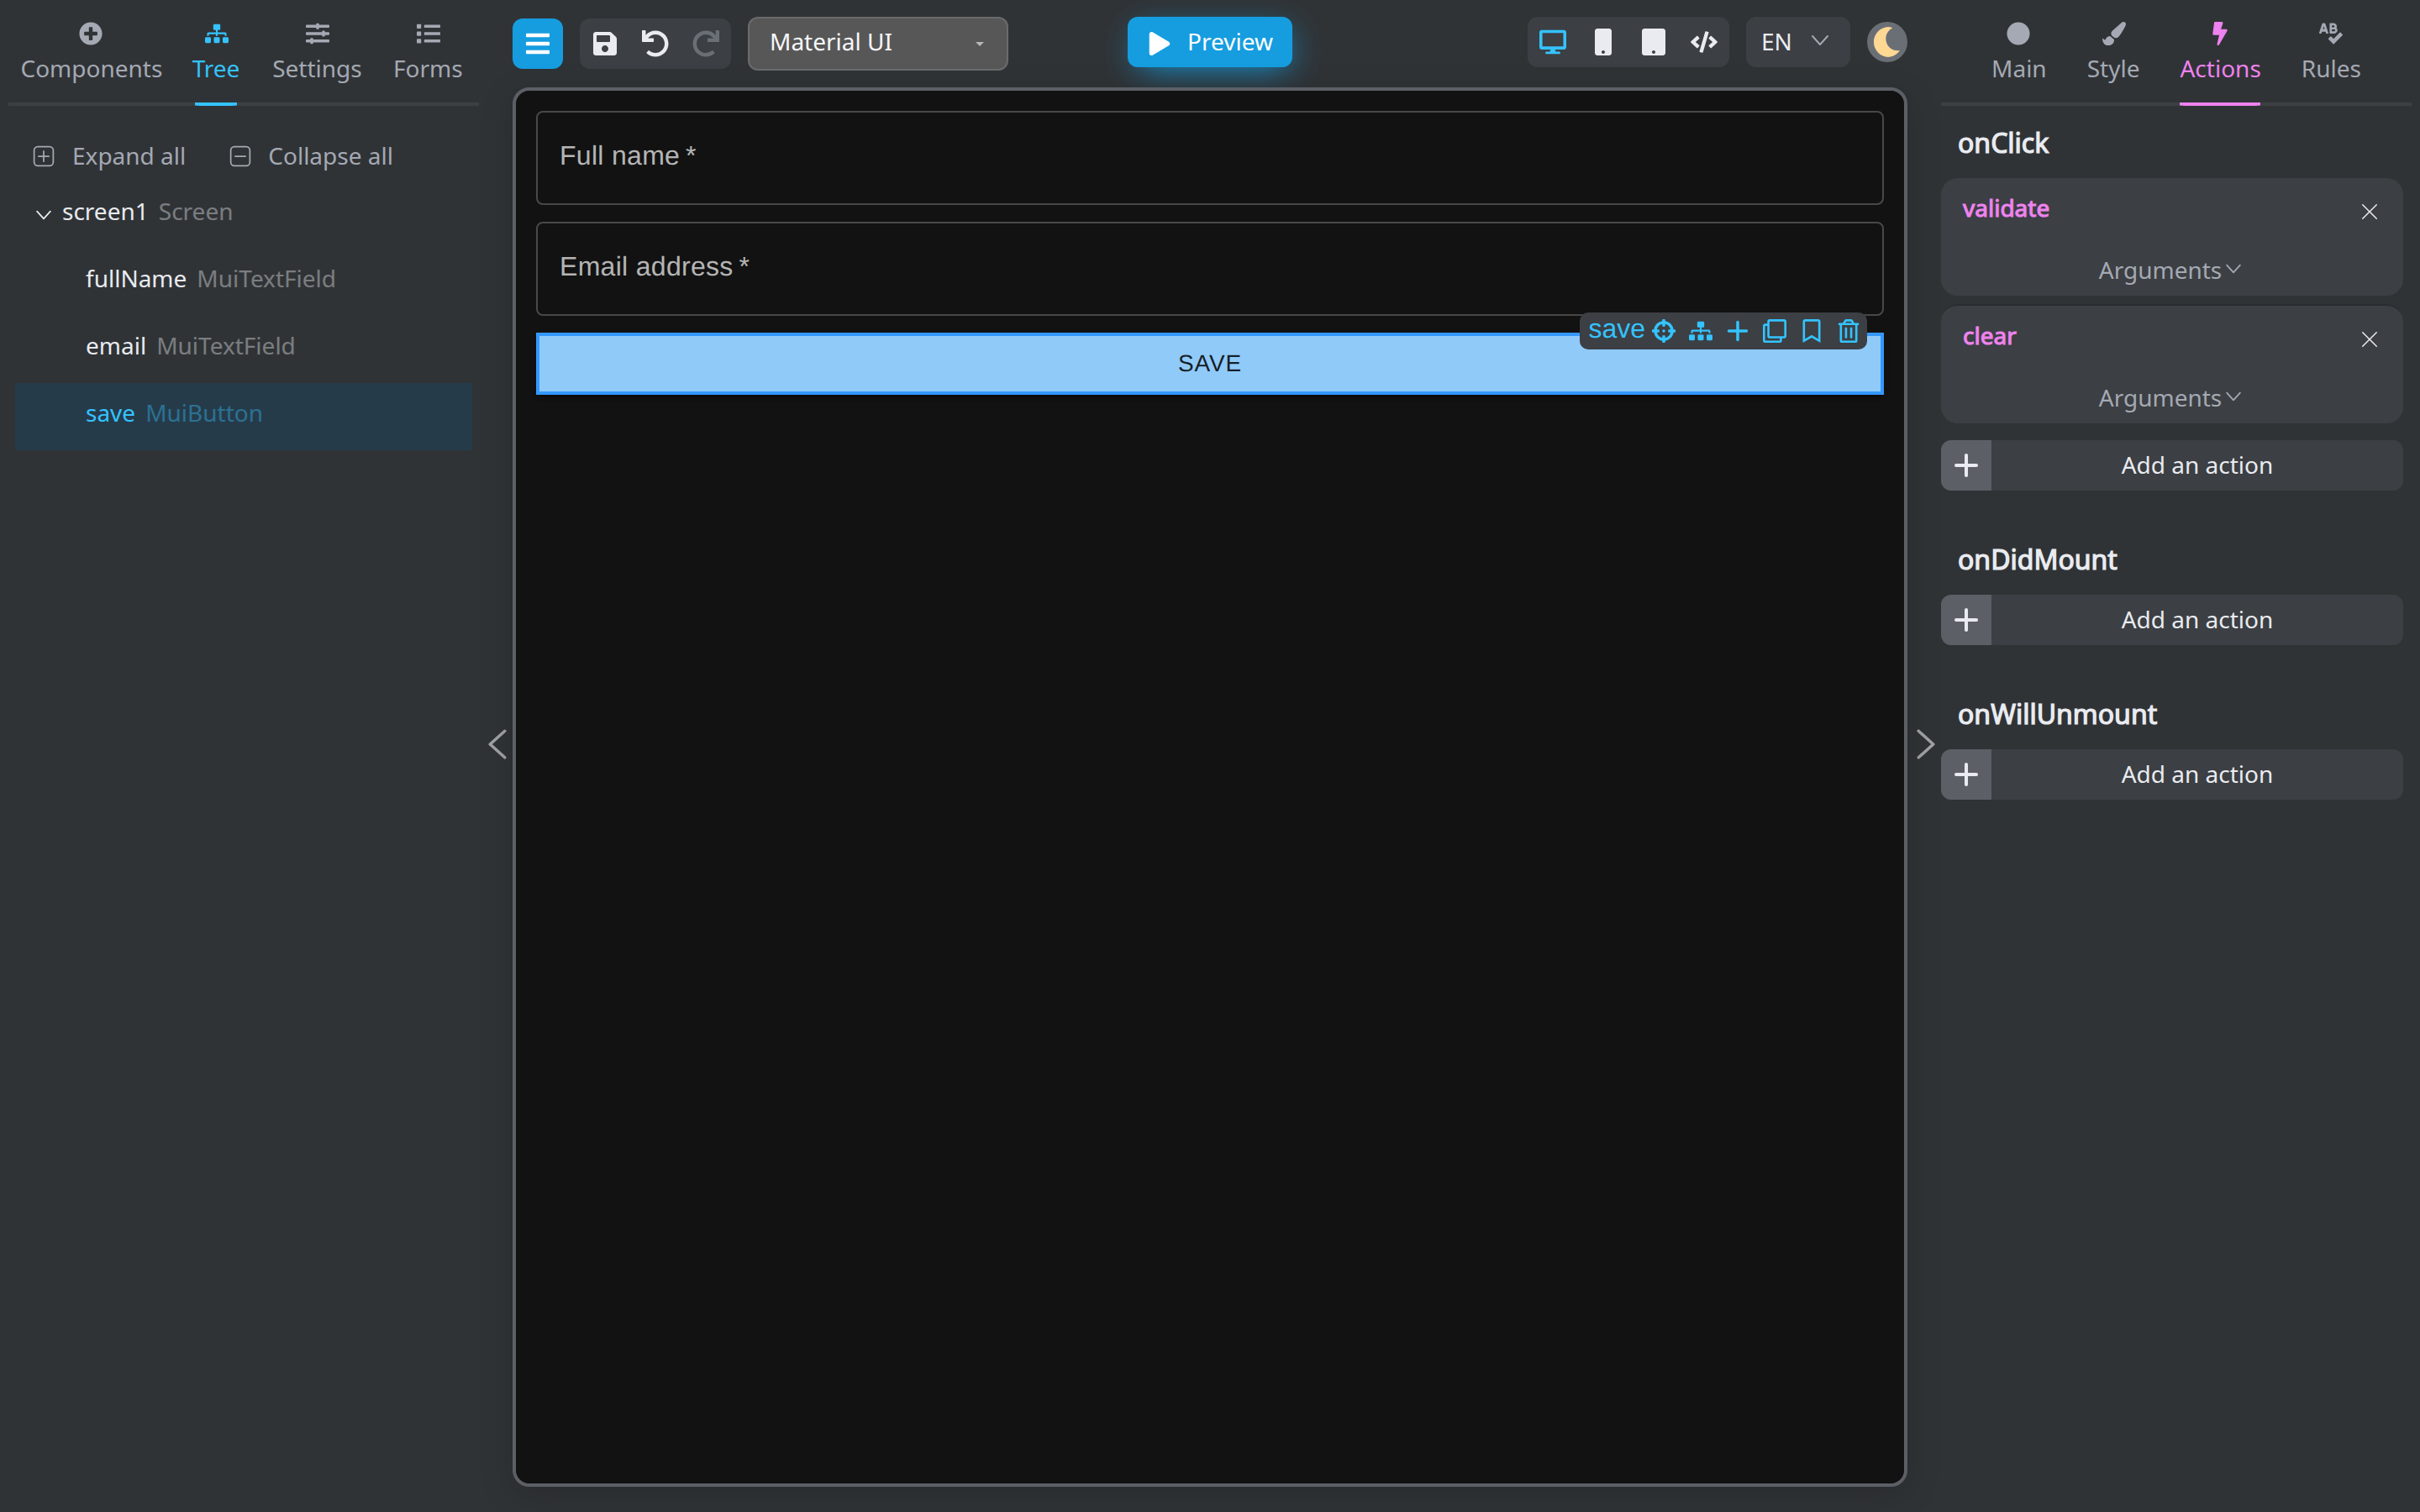 Components Tree Settings Forms
Material UI
Preview
EN
Main Style Actions Rules
Expand all Collapse all
screen1 Screen
fullName MuiTextField
email MuiTextField
save MuiButton
Full name *
Email address *
save
SAVE
onClick
validate
Arguments
clear
Arguments
Add an action
onDidMount
Add an action
onWillUnmount
Add an action